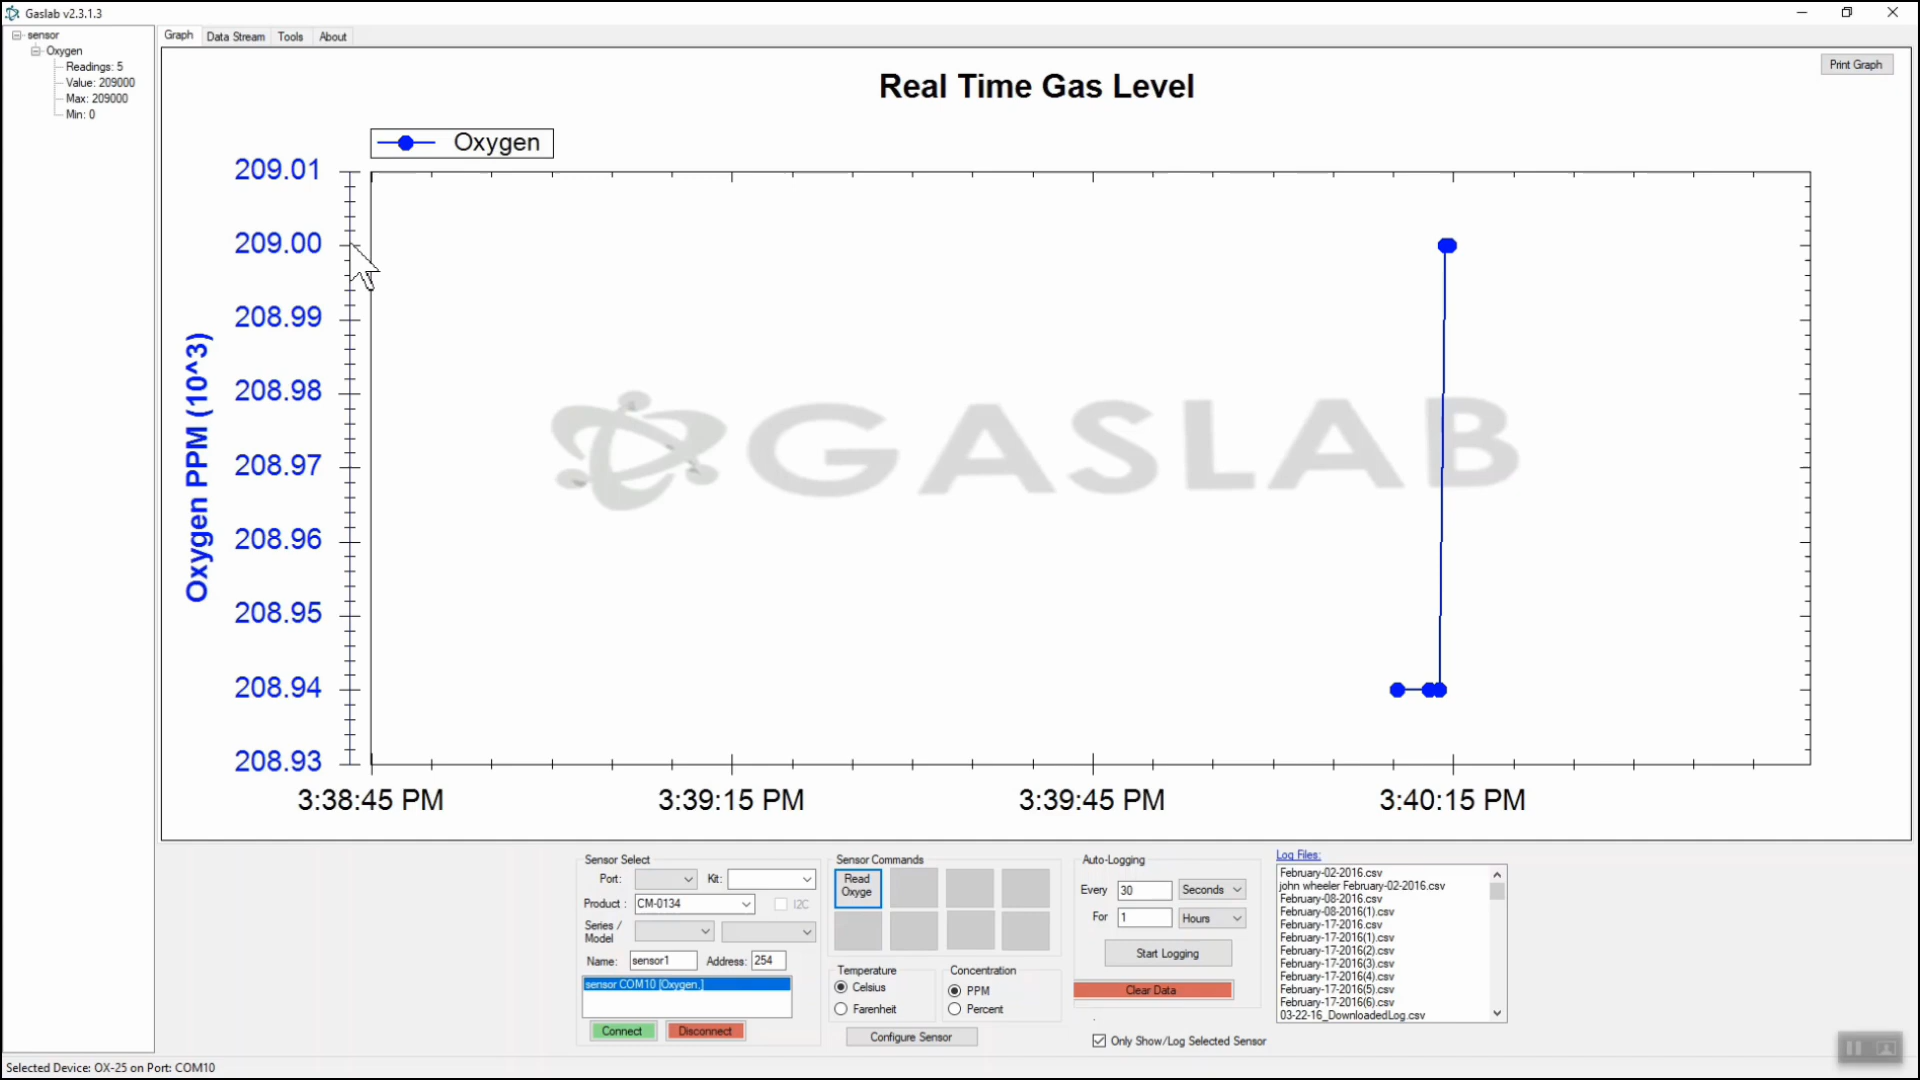 Gaslab v2.3.1.3
sensor
Oxygen
Readings: 5
Value: 209000
Max: 209000
Min: 0
Graph Data Stream Tools About
Print Graph
Real Time Gas Level
Oxygen
Oxygen PPM (10^3)
209.01
209.00
208.99
208.98
208.97
208.96
208.95
208.94
208.93
GASLAB
3:38:45 PM 3:39:15 PM 3:39:45 PM 3:40:15 PM
Sensor Select
Port: Kit:
Product : CM-0134 I2C
Series /
Model
Name: sensor1 Address: 254
sensor COM10 [Oxygen,]
Connect Disconnect
Sensor Commands
Read
Oxyge
Temperature
Celsius
Farenheit
Concentration
PPM
Percent
Configure Sensor
Auto-Logging
Every 30 Seconds
For 1 Hours
Start Logging
Clear Data
Only Show/Log Selected Sensor
Log Files:
February-02-2016.csv
john wheeler February-02-2016.csv
February-08-2016.csv
February-08-2016(1).csv
February-17-2016.csv
February-17-2016(1).csv
February-17-2016(2).csv
February-17-2016(3).csv
February-17-2016(4).csv
February-17-2016(5).csv
February-17-2016(6).csv
03-22-16_DownloadedLog.csv
Selected Device: OX-25 on Port: COM10